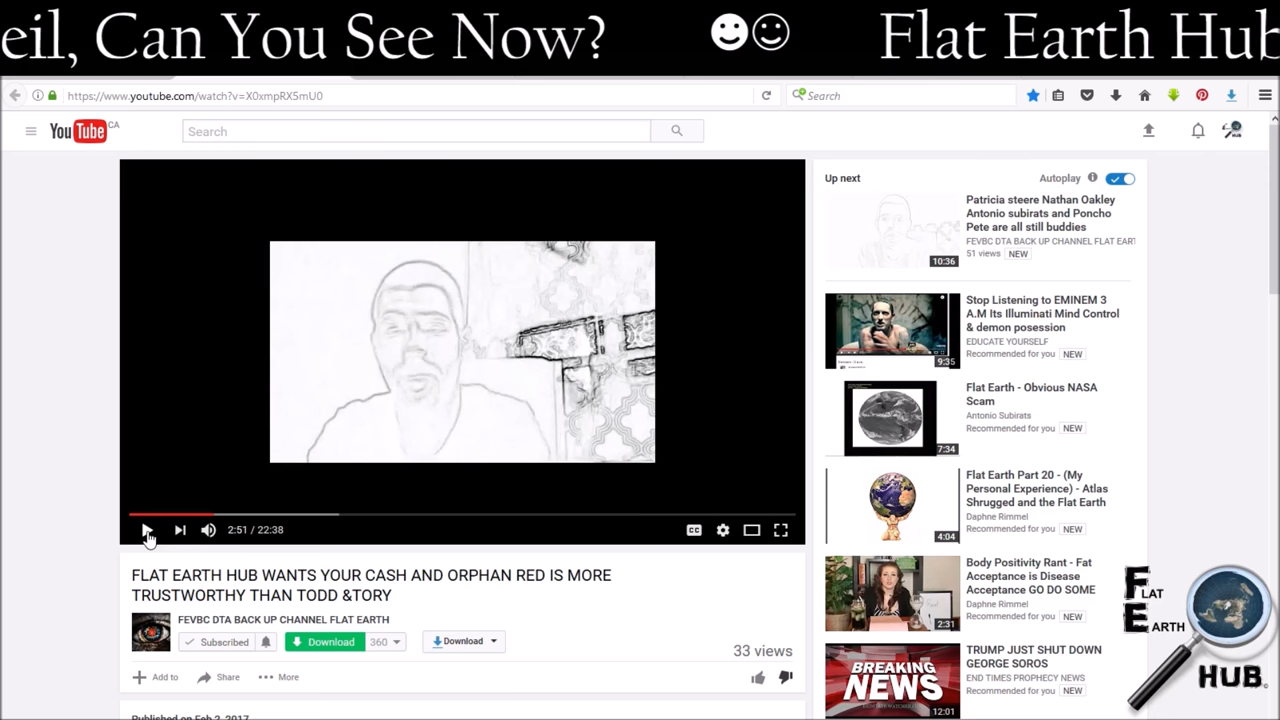 eil, Can You See Now?
Flat Earth Hub
https://www.youtube.com/watch?v=X0xmpRX5mU0
Search
YouTube CA
Search
2:51 / 22:38
CC
FLAT EARTH HUB WANTS YOUR CASH AND ORPHAN RED IS MORE
TRUSTWORTHY THAN TODD &TORY
FEVBC DTA BACK UP CHANNEL FLAT EARTH
Subscribed
Download 360
Download
33 views
Add to
Share
More
Published on Feb 2, 2017
Up next
Autoplay
Patricia steere Nathan Oakley
Antonio subirats and Poncho
Pete are all still buddies
FEVBC DTA BACK UP CHANNEL FLAT EART
51 views NEW
10:36
Stop Listening to EMINEM 3
A.M Its Illuminati Mind Control
& demon posession
EDUCATE YOURSELF
Recommended for you NEW
9:35
Flat Earth - Obvious NASA
Scam
Antonio Subirats
Recommended for you NEW
7:34
Flat Earth Part 20 - (My
Personal Experience) - Atlas
Shrugged and the Flat Earth
Daphne Rimmel
Recommended for you NEW
4:04
Body Positivity Rant - Fat
Acceptance is Disease
Acceptance GO DO SOME
Daphne Rimmel
Recommended for you NEW
2:31
TRUMP JUST SHUT DOWN
GEORGE SOROS
END TIMES PROPHECY NEWS
Recommended for you NEW
BREAKING
NEWS
12:01
FLAT
EARTH
HUB